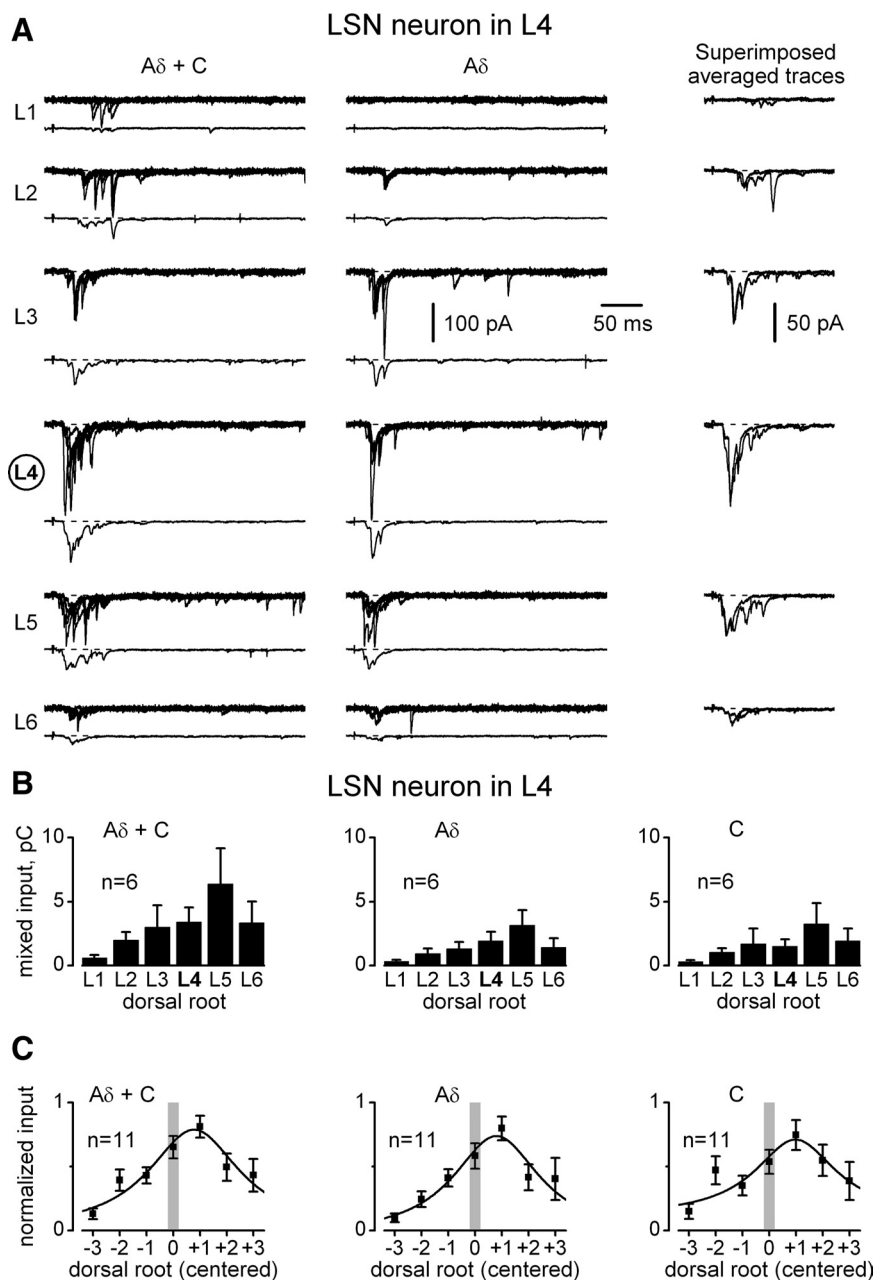 A
LSN neuron in L4
Aδ + C
Aδ
Superimposed
averaged traces
L1
L2
L3
100 pA
50 ms
50 pA
L4
L5
L6
B
LSN neuron in L4
mixed input, pC
10
5
0
Aδ + C
n=6
L1 L2 L3 L4 L5 L6
dorsal root
10
5
0
Aδ
n=6
L1 L2 L3 L4 L5 L6
dorsal root
10
5
0
C
n=6
L1 L2 L3 L4 L5 L6
dorsal root
C
normalized input
1
0
Aδ + C
n=11
-3 -2 -1 0 +1 +2 +3
dorsal root (centered)
1
0
Aδ
n=11
-3 -2 -1 0 +1 +2 +3
dorsal root (centered)
1
0
C
n=11
-3 -2 -1 0 +1 +2 +3
dorsal root (centered)